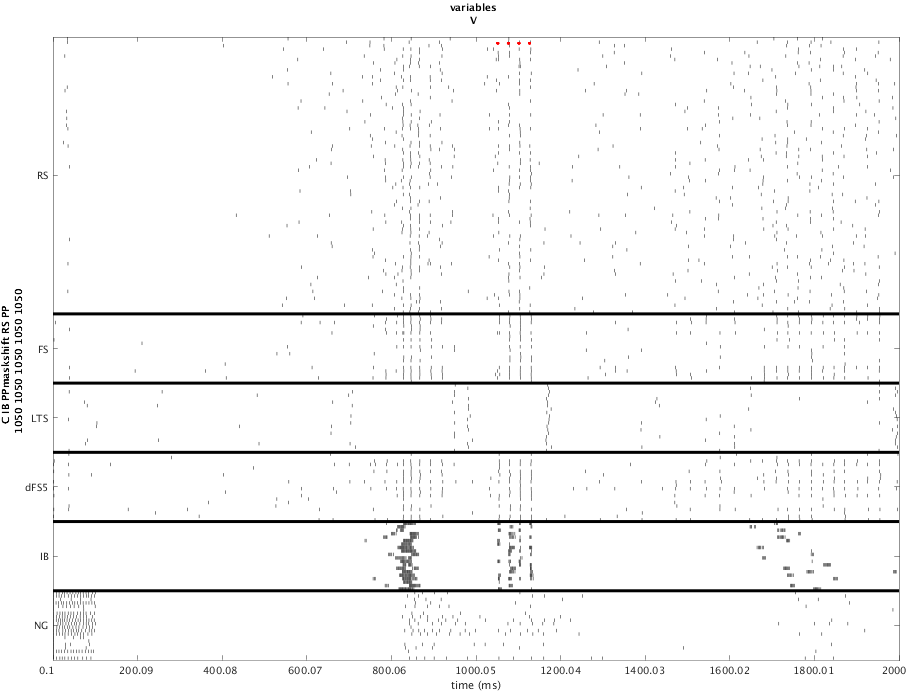 variables
V
RS
FS
LTS
dFS5
IB
NG
C IB PPmaskshift RS PP
1050 1050 1050 1050 1050
0.1 200.09 400.08 600.07 800.06 1000.05 1200.04 1400.03 1600.02 1800.01 2000
time (ms)